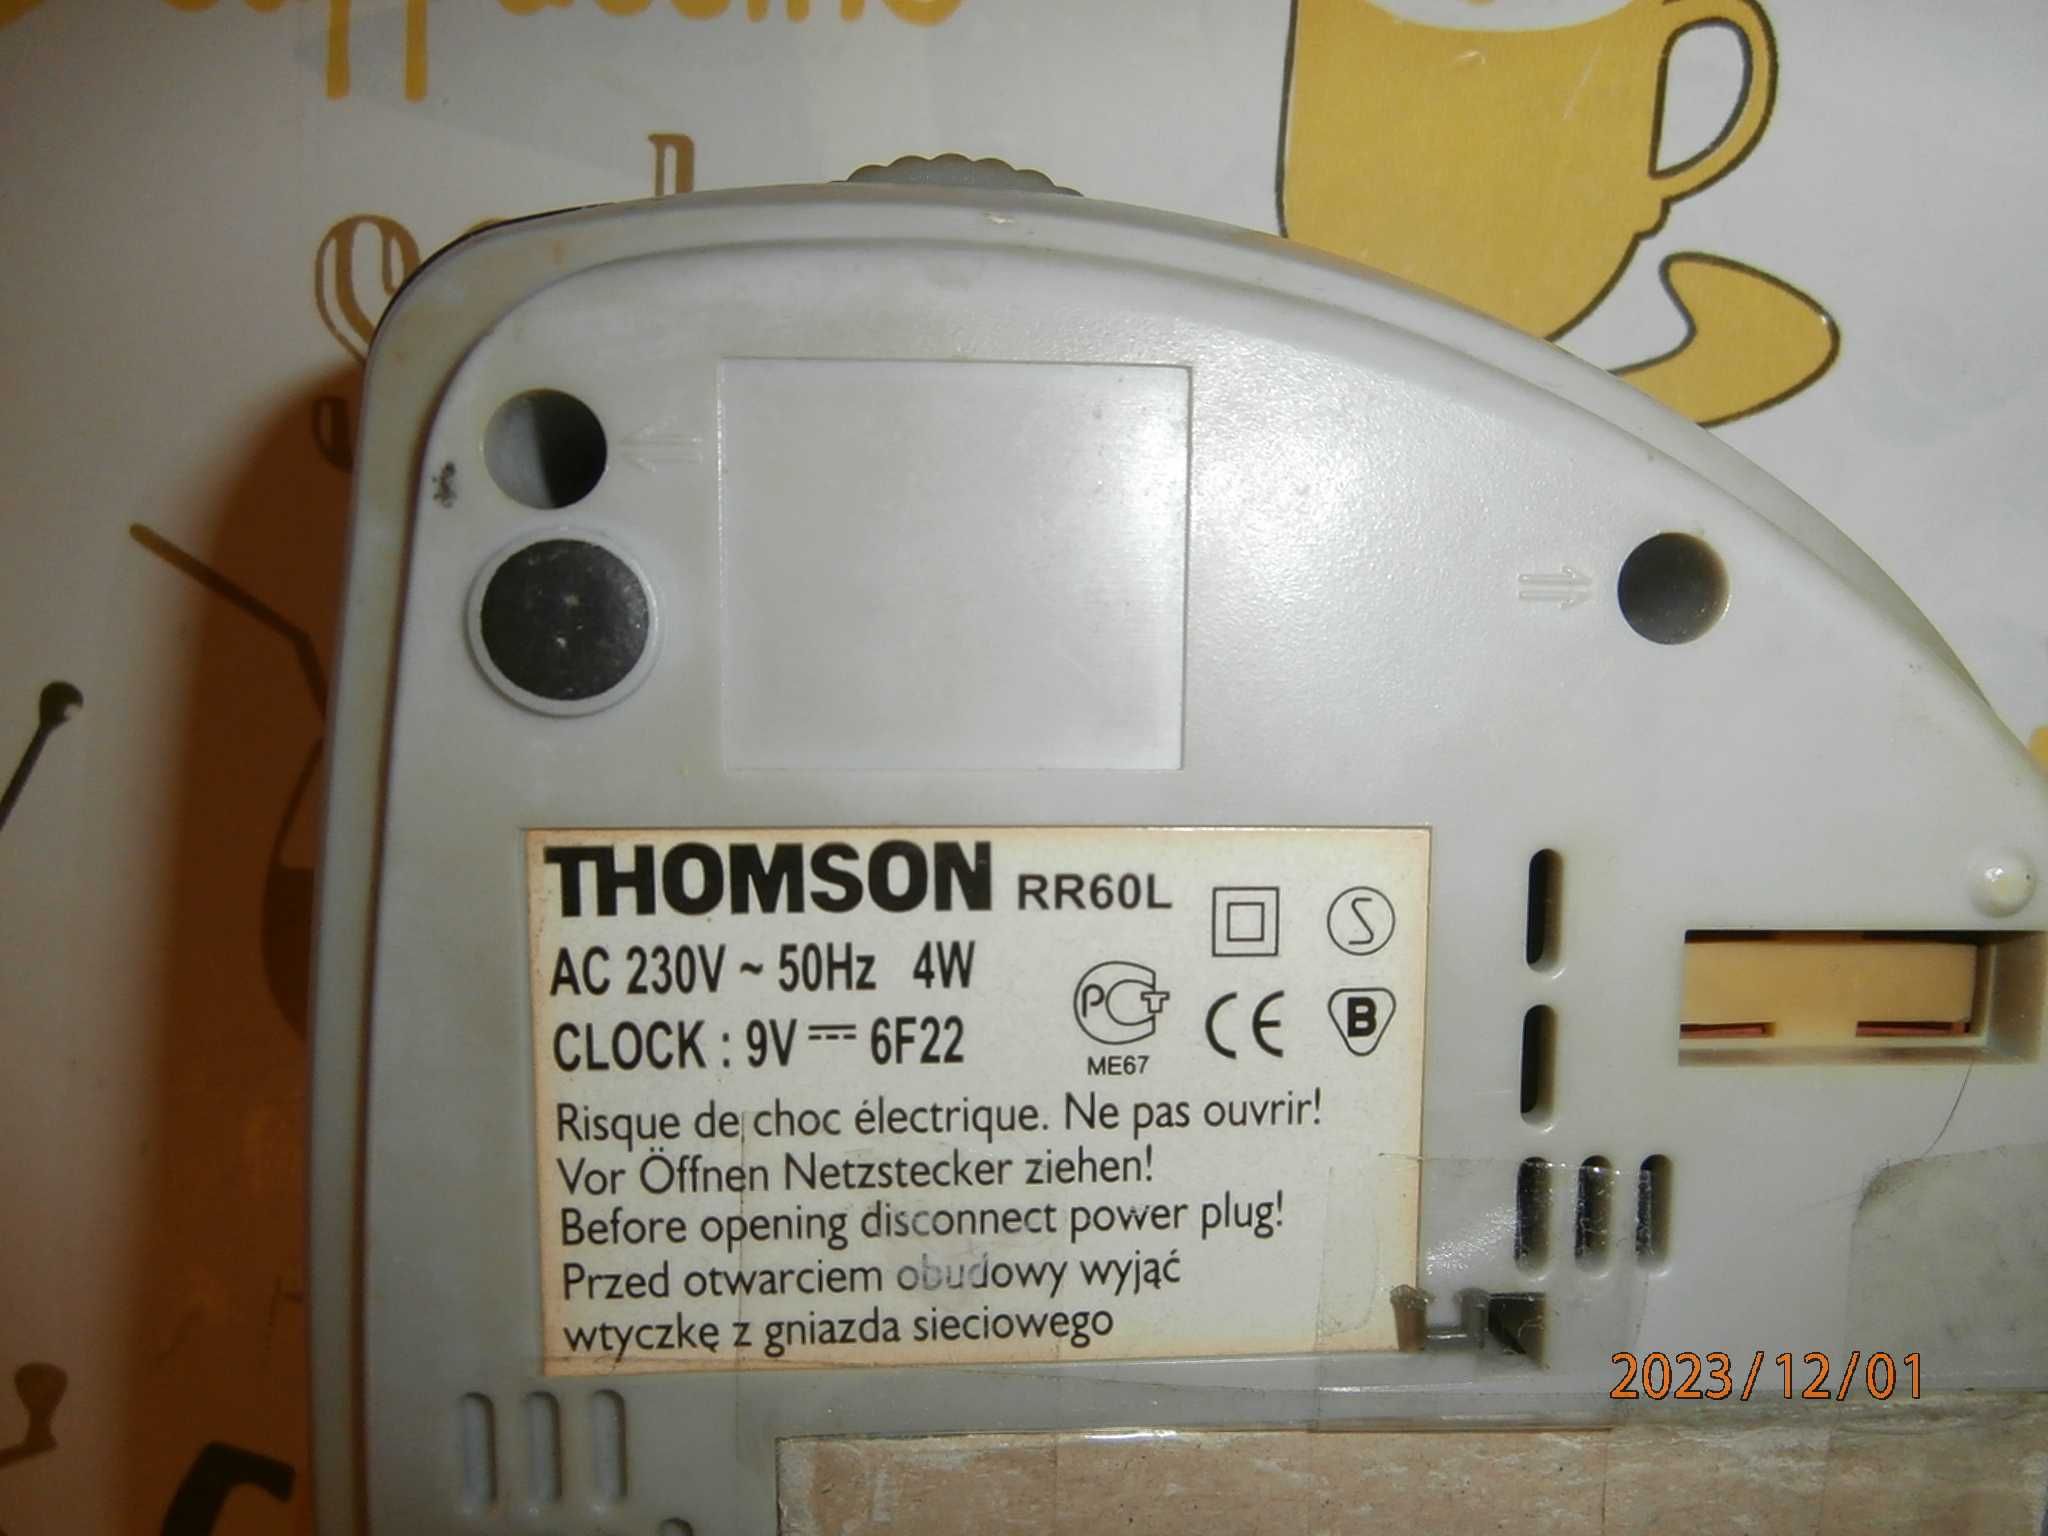 THOMSON RR60L
AC 230V ~ 50Hz 4W
CLOCK : 9V ⎓ 6F22
PCT
ME67
CE
S
B
Risque de choc électrique. Ne pas ouvrir!
Vor Öffnen Netzstecker ziehen!
Before opening disconnect power plug!
Przed otwarciem obudowy wyjąć
wtyczkę z gniazda sieciowego
2023/12/01